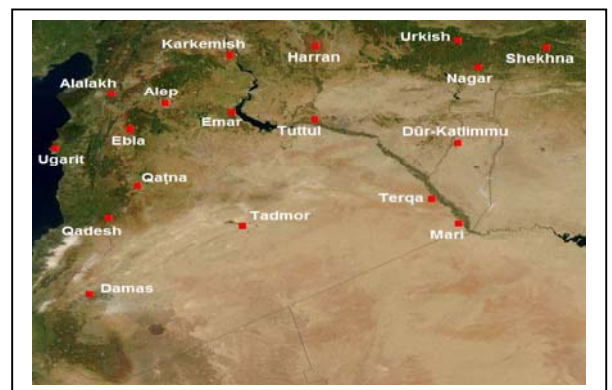 Urkish
Karkemish
Harran
Shekhna
Nagar
Alalakh
Alep
Emar
Tuttul
Ebla
Dûr-Katlimmu
Ugarit
Qaṭna
Terqa
Tadmor
Qadesh
Mari
Damas